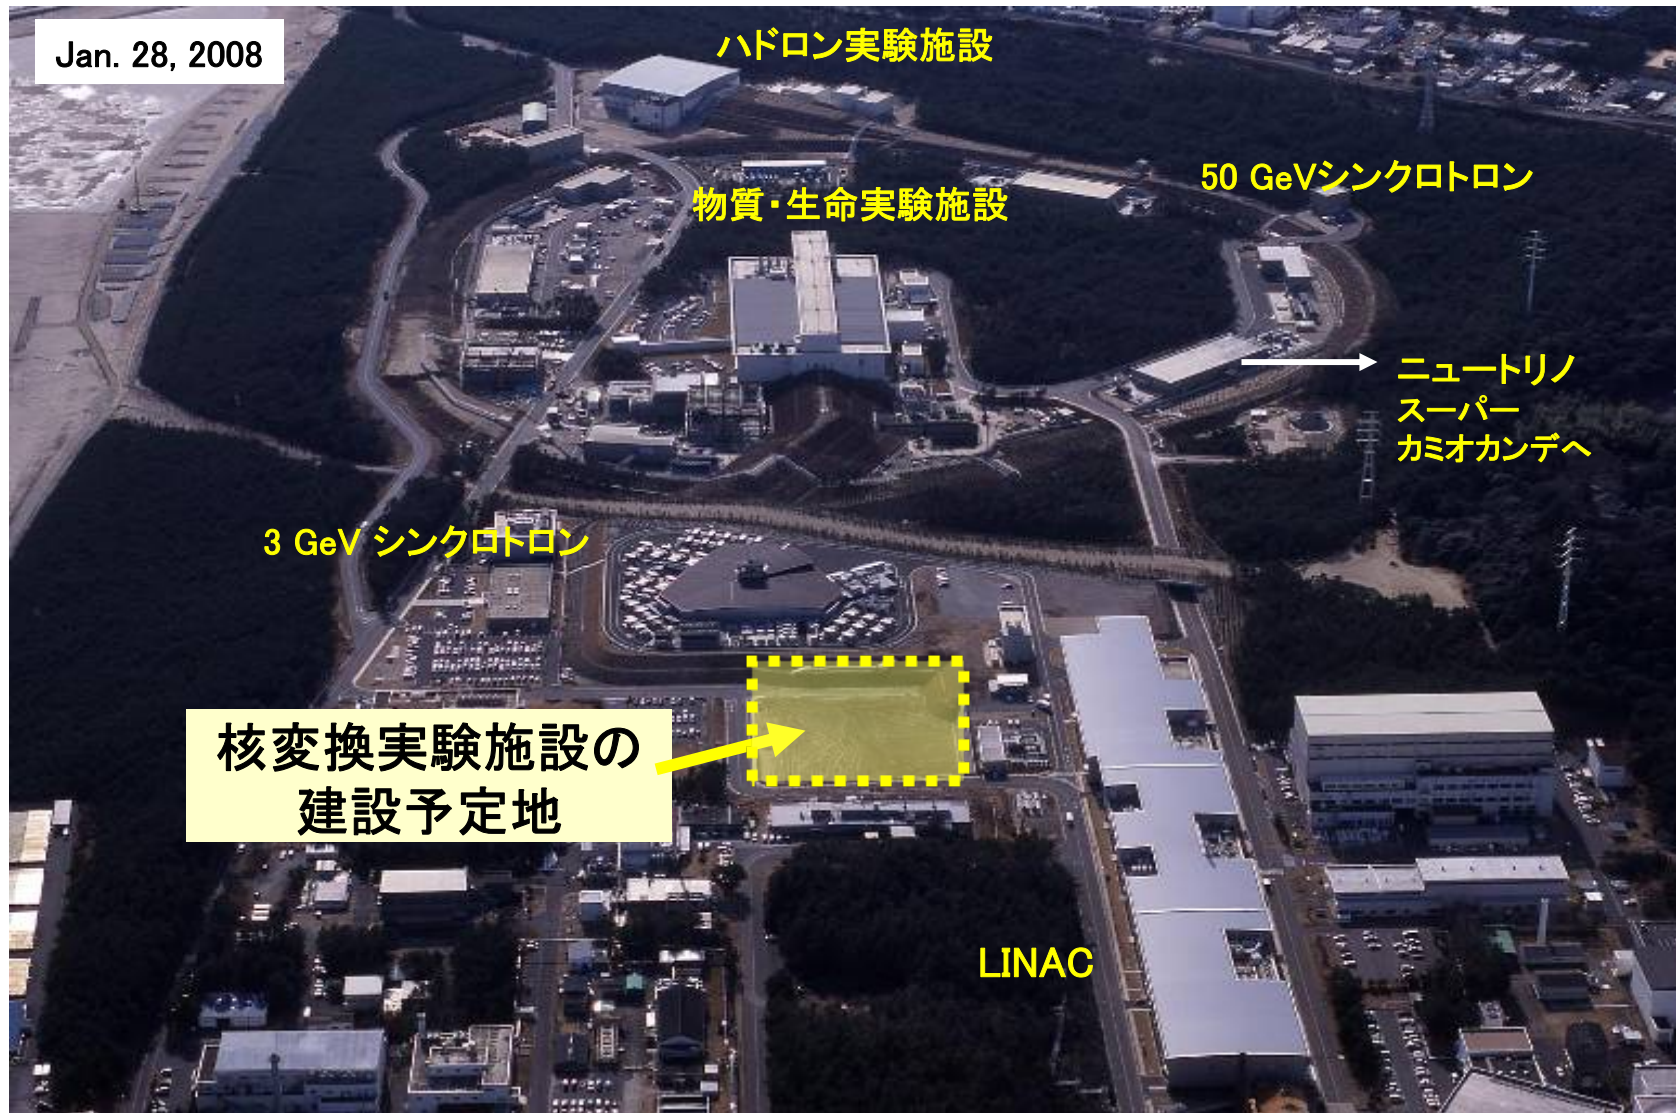 Jan. 28, 2008
ハドロン実験施設
50 GeVシンクロトロン
物質・生命実験施設
ニュートリノ
スーパー
カミオカンデへ
3 GeV シンクロトロン
核変換実験施設の
建設予定地
LINAC